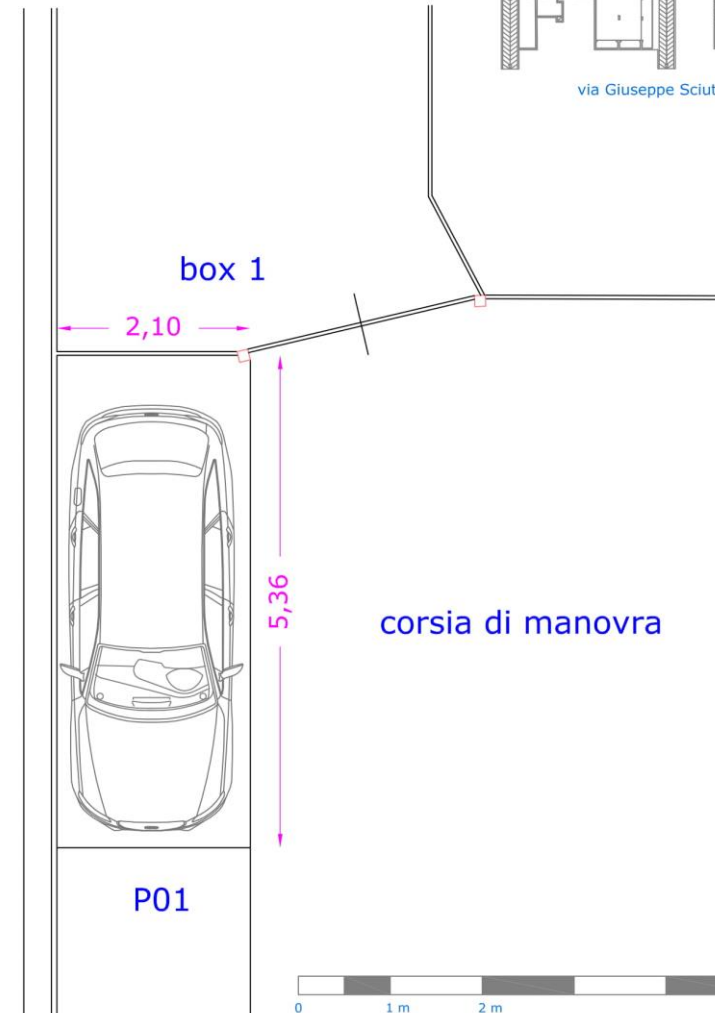 via Giuseppe Sciut
box 1
2,10
5,36
corsia di manovra
P01
0 1 m 2 m